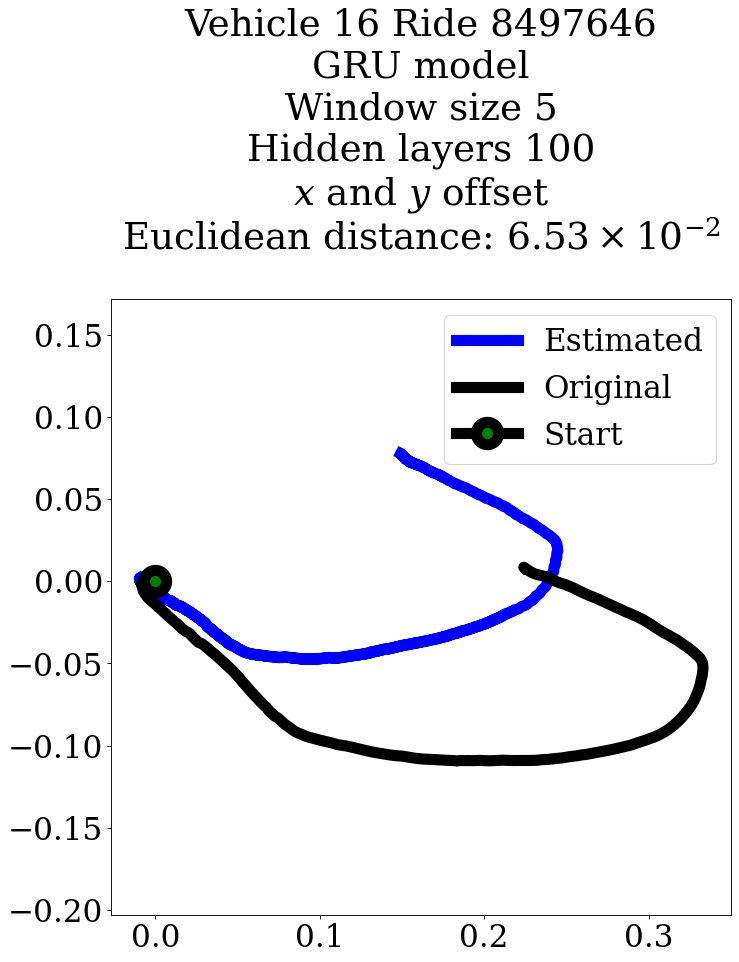 Vehicle 16 Ride 8497646
GRU model
Window size 5
Hidden layers 100
x and y offset
Euclidean distance: 6.53 × 10⁻²
Estimated
Original
Start
0.15
0.10
0.05
0.00
−0.05
−0.10
−0.15
−0.20
0.0 0.1 0.2 0.3